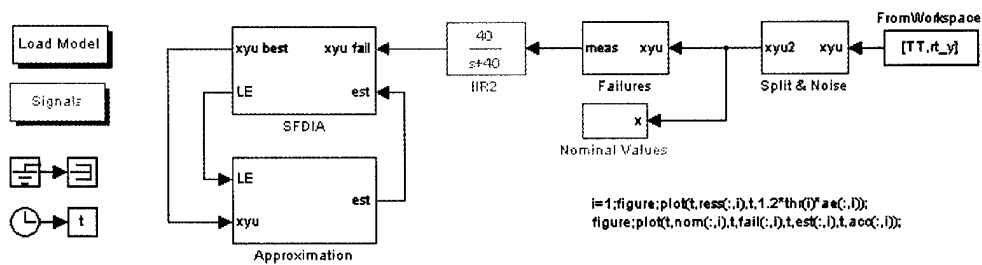 FromWorkspace
[TT,rt_y]
xyu2 xyu
Split & Noise
meas xyu
Failures
x
Nominal Values
40
s+40
IIR2
xyu best xyu fail
LE est
SFDIA
LE
est
xyu
Approximation
Load Model
Signals
t
i=1;figure;plot(t,ress(:,i),t,1.2*thr(i)*ae(:,i));
figure;plot(t,nom(:,i),t,fail(:,i),t,est(:,i),t,acc(:,i));